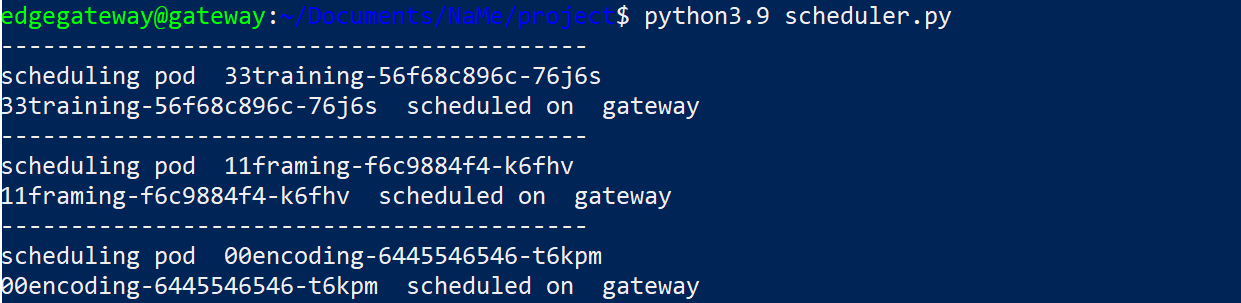 edgegateway@gateway:~/Documents/NaMe/project$ python3.9 scheduler.py
-----------------------------------------
scheduling pod  33training-56f68c896c-76j6s
33training-56f68c896c-76j6s  scheduled on  gateway
-----------------------------------------
scheduling pod  11framing-f6c9884f4-k6fhv
11framing-f6c9884f4-k6fhv  scheduled on  gateway
-----------------------------------------
scheduling pod  00encoding-6445546546-t6kpm
00encoding-6445546546-t6kpm  scheduled on  gateway